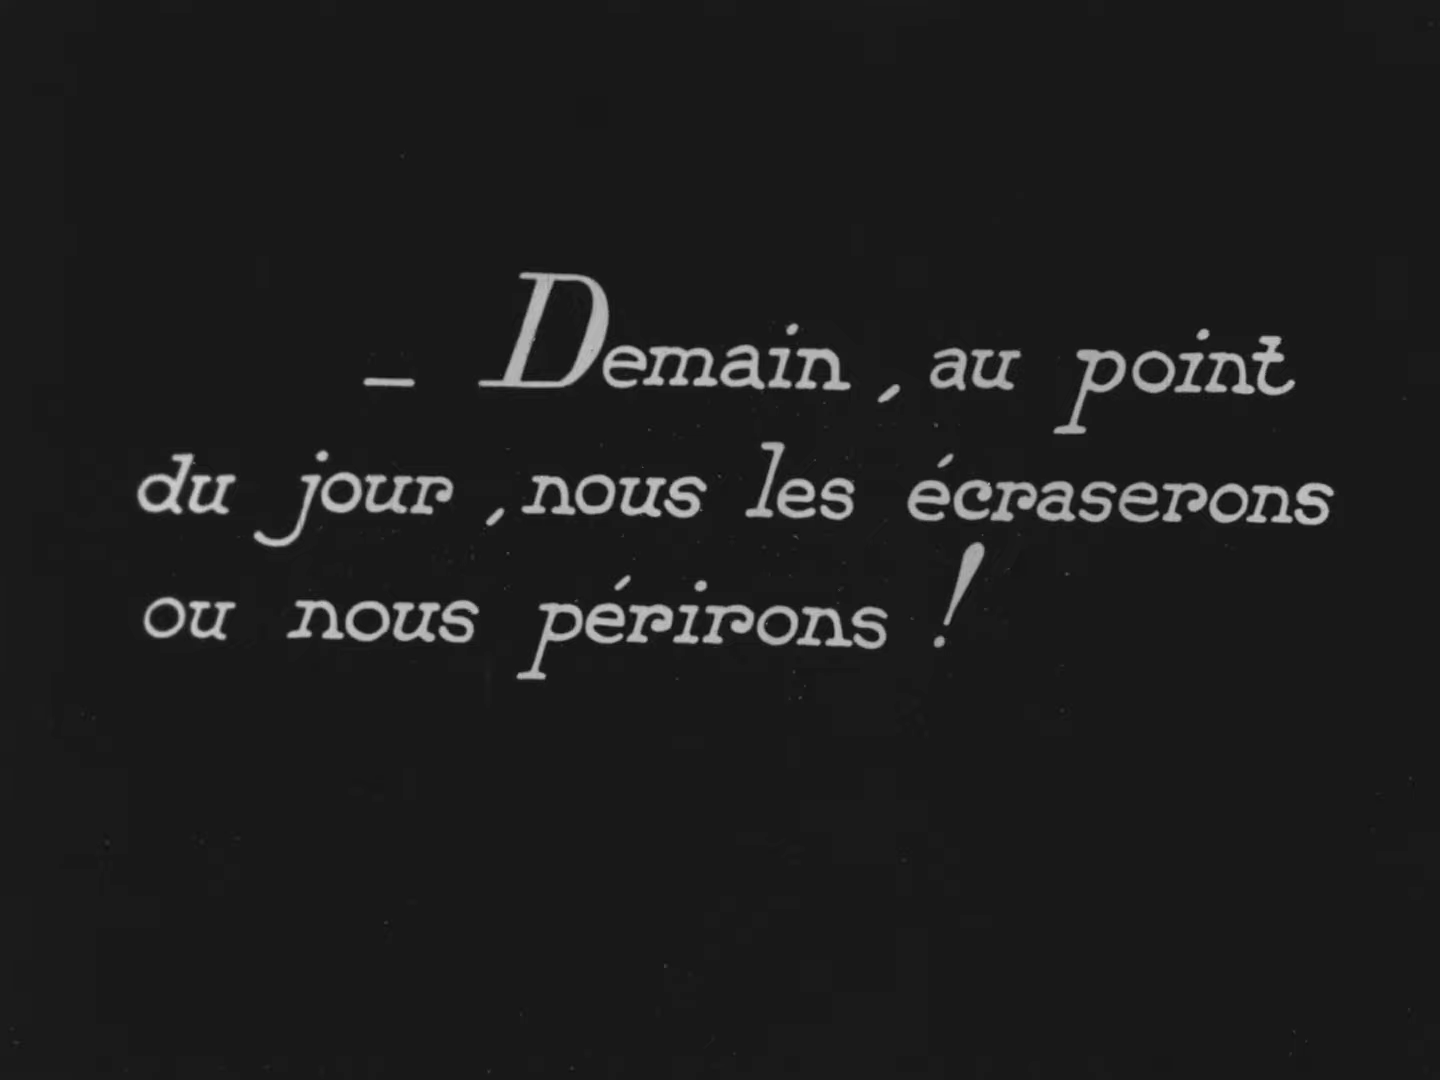 – Demain, au point
du jour, nous les écraserons
ou nous périrons !